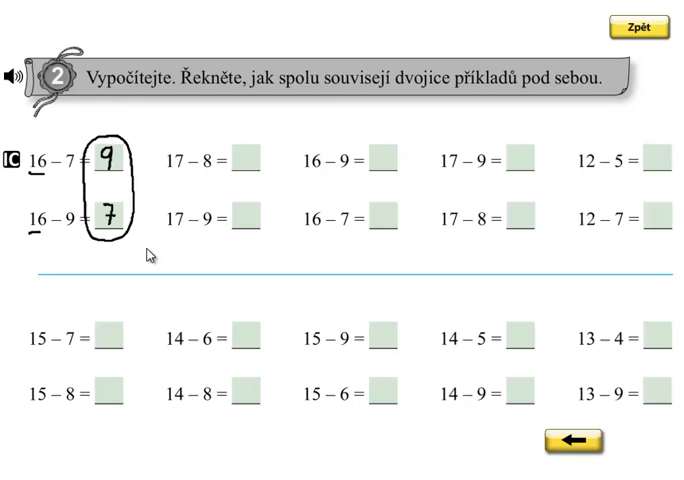 Zpět
2 Vypočítejte. Řekněte, jak spolu souvisejí dvojice příkladů pod sebou.
16 – 7 = 9 17 – 8 = 16 – 9 = 17 – 9 = 12 – 5 =
16 – 9 = 7 17 – 9 = 16 – 7 = 17 – 8 = 12 – 7 =
15 – 7 = 14 – 6 = 15 – 9 = 14 – 5 = 13 – 4 =
15 – 8 = 14 – 8 = 15 – 6 = 14 – 9 = 13 – 9 =